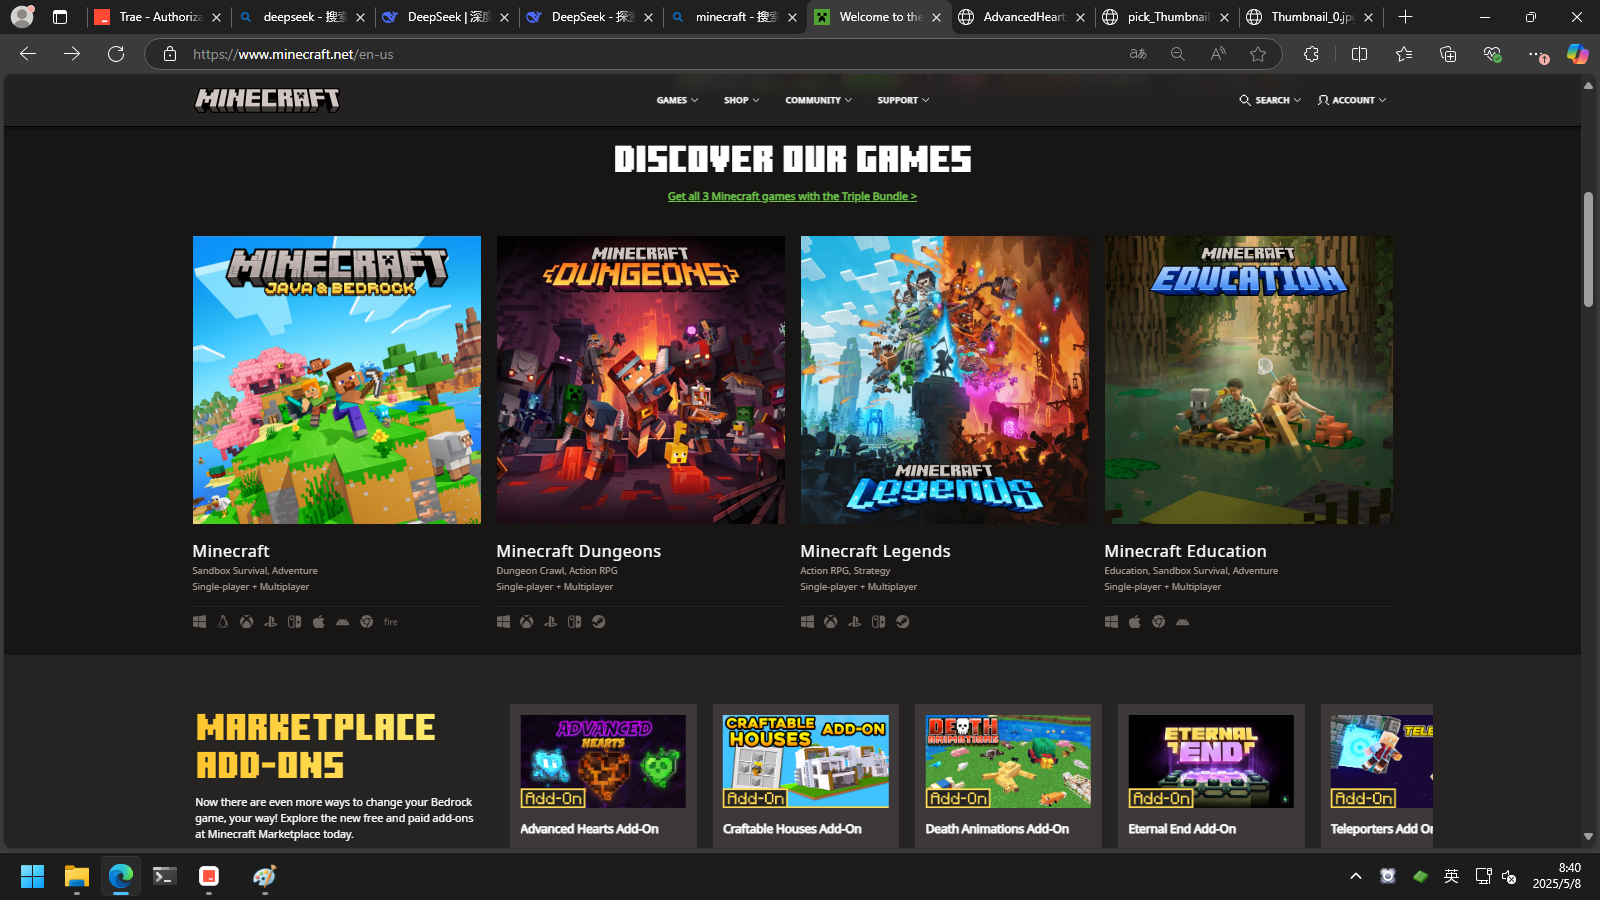 Trae - Authoriza
deepseek - 搜索
DeepSeek | 深度
DeepSeek - 探
minecraft - 搜索
Welcome to the
AdvancedHearts
pick_Thumbnail
Thumbnail_0.jpg
https://www.minecraft.net/en-us
MINECRAFT
GAMES
SHOP
COMMUNITY
SUPPORT
SEARCH
ACCOUNT
DISCOVER OUR GAMES
Get all 3 Minecraft games with the Triple Bundle >
MINECRAFT
JAVA & BEDROCK
MINECRAFT
DUNGEONS
MINECRAFT
Legends
MINECRAFT
EDUCATION
Minecraft
Sandbox Survival, Adventure
Single-player + Multiplayer
fire
Minecraft Dungeons
Dungeon Crawl, Action RPG
Single-player + Multiplayer
Minecraft Legends
Action RPG, Strategy
Single-player + Multiplayer
Minecraft Education
Education, Sandbox Survival, Adventure
Single-player + Multiplayer
MARKETPLACE
ADD-ONS
Now there are even more ways to change your Bedrock
game, your way! Explore the new free and paid add-ons
at Minecraft Marketplace today.
ADVANCED
HEARTS
Add-On
Advanced Hearts Add-On
CRAFTABLE
HOUSES
ADD-ON
Add-On
Craftable Houses Add-On
DEATH
ANIMATIONS
Add-On
Death Animations Add-On
ETERNAL
END
Add-On
Eternal End Add-On
TELE
Add-On
Teleporters Add On
英
8:40
2025/5/8